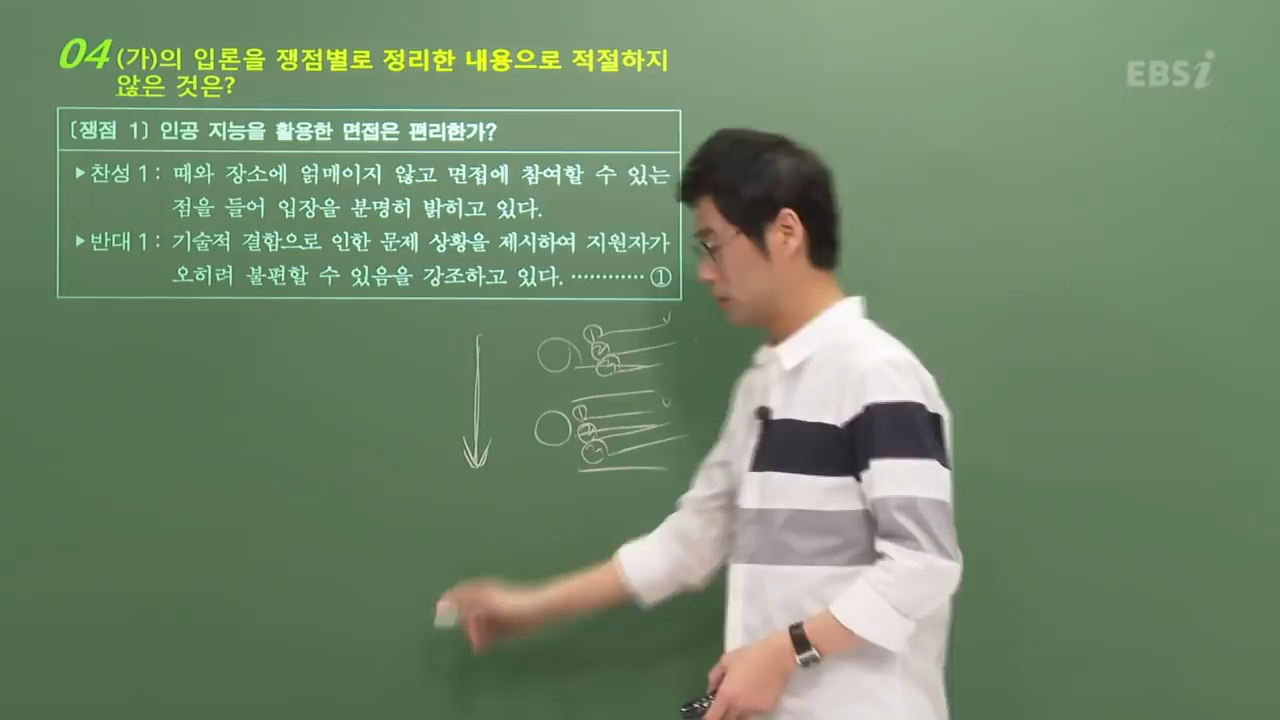 04 (가)의 입론을 쟁점별로 정리한 내용으로 적절하지
않은 것은?
EBSi
〔쟁점 1〕 인공 지능을 활용한 면접은 편리한가?
▶찬성 1 : 때와 장소에 얽매이지 않고 면접에 참여할 수 있는
점을 들어 입장을 분명히 밝히고 있다.
▶반대 1 : 기술적 결함으로 인한 문제 상황을 제시하여 지원자가
오히려 불편할 수 있음을 강조하고 있다. ………… ①
①
②
③
①
②
③